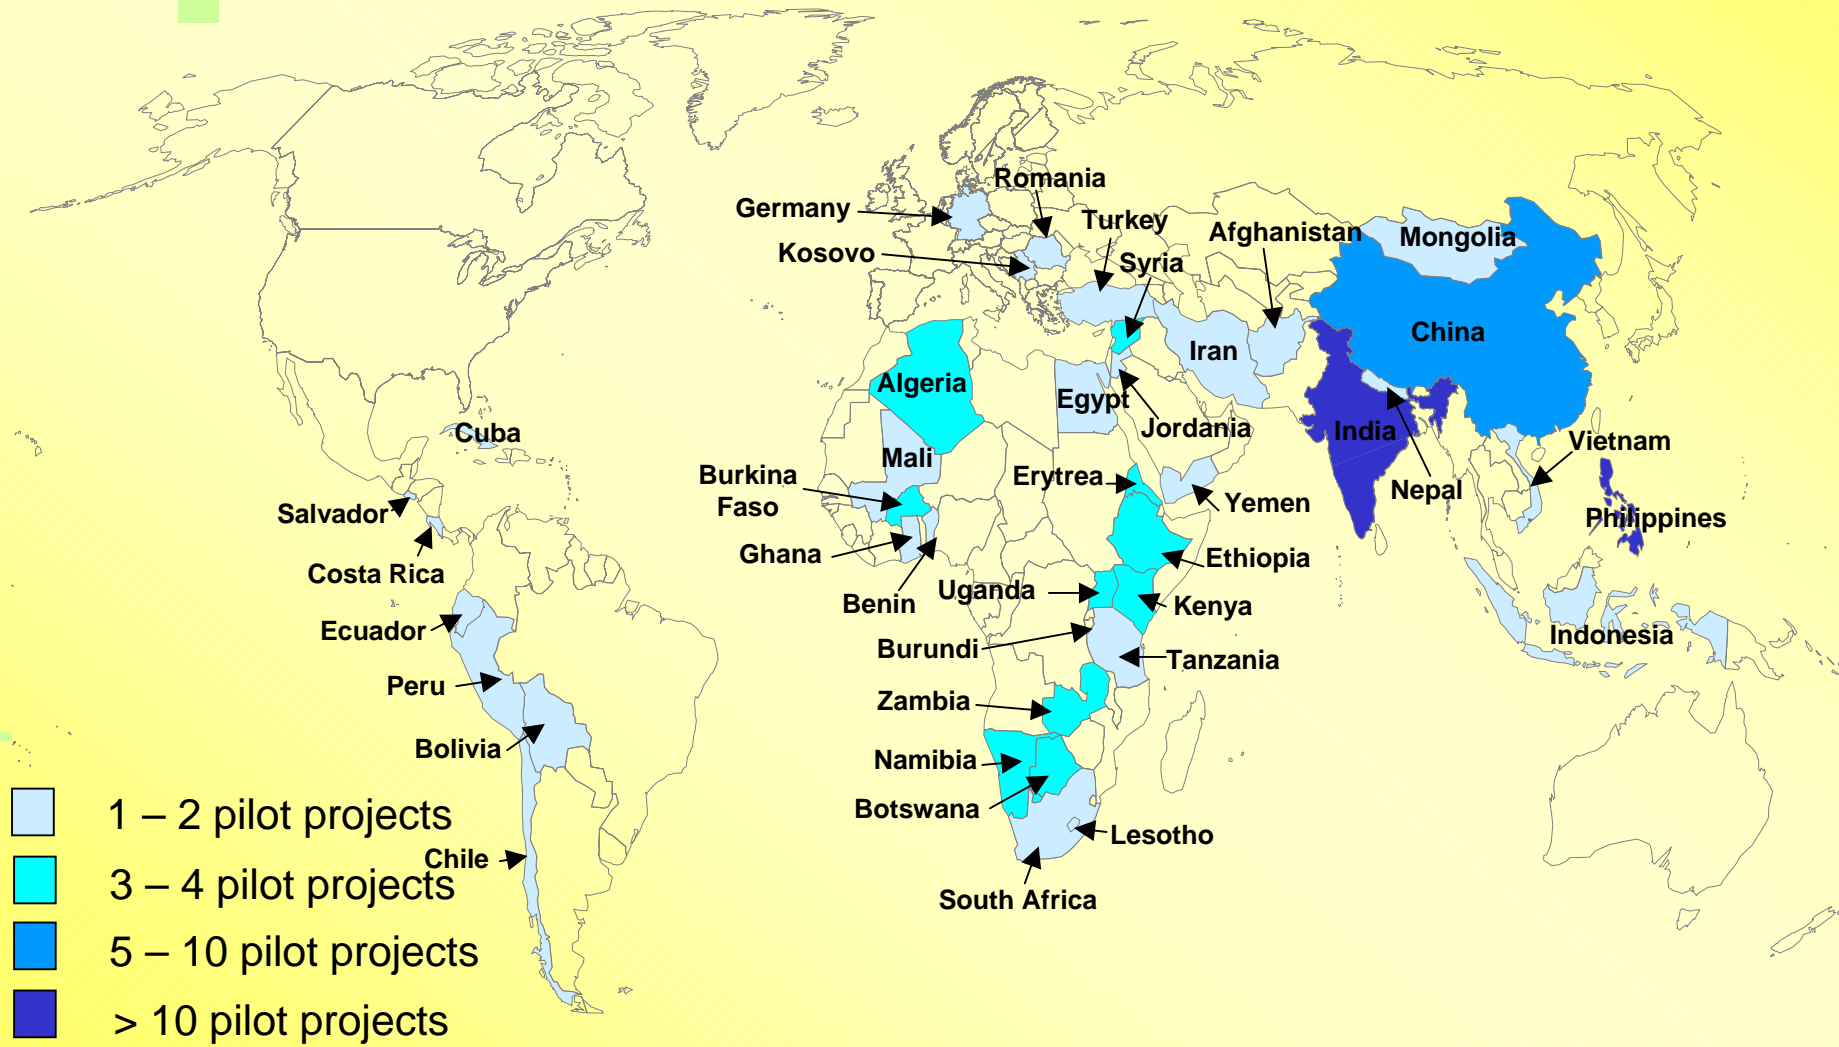 Romania
Germany
Turkey
Kosovo
Afghanistan
Mongolia
Syria
China
Iran
Algeria
Egypt
Jordania
Cuba
India
Vietnam
Mali
Burkina
Faso
Erytrea
Nepal
Yemen
Salvador
Philippines
Ghana
Ethiopia
Costa Rica
Uganda
Benin
Kenya
Ecuador
Indonesia
Burundi
Tanzania
Peru
Zambia
Bolivia
Namibia
Botswana
Lesotho
Chile
South Africa
1 – 2 pilot projects
3 – 4 pilot projects
5 – 10 pilot projects
> 10 pilot projects